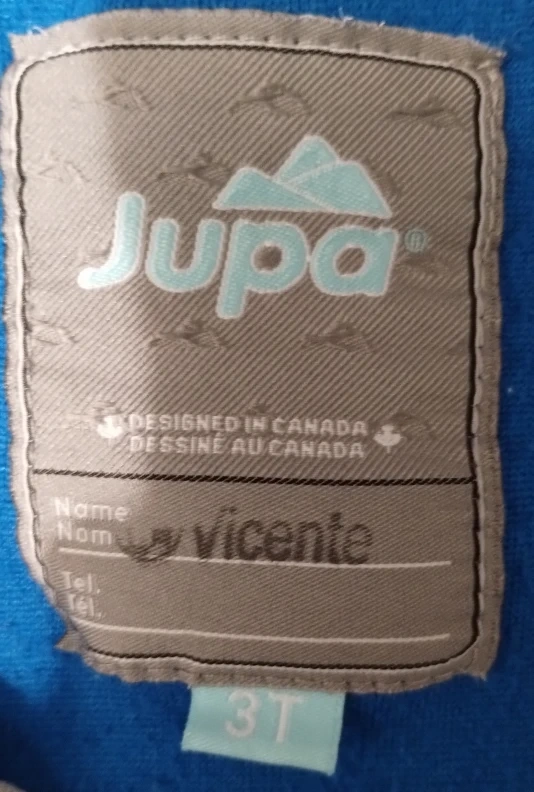 Jupa®
DESIGNED IN CANADA
DESSINÉ AU CANADA
Name
Nom vicente
Tel.
Tél.
3T